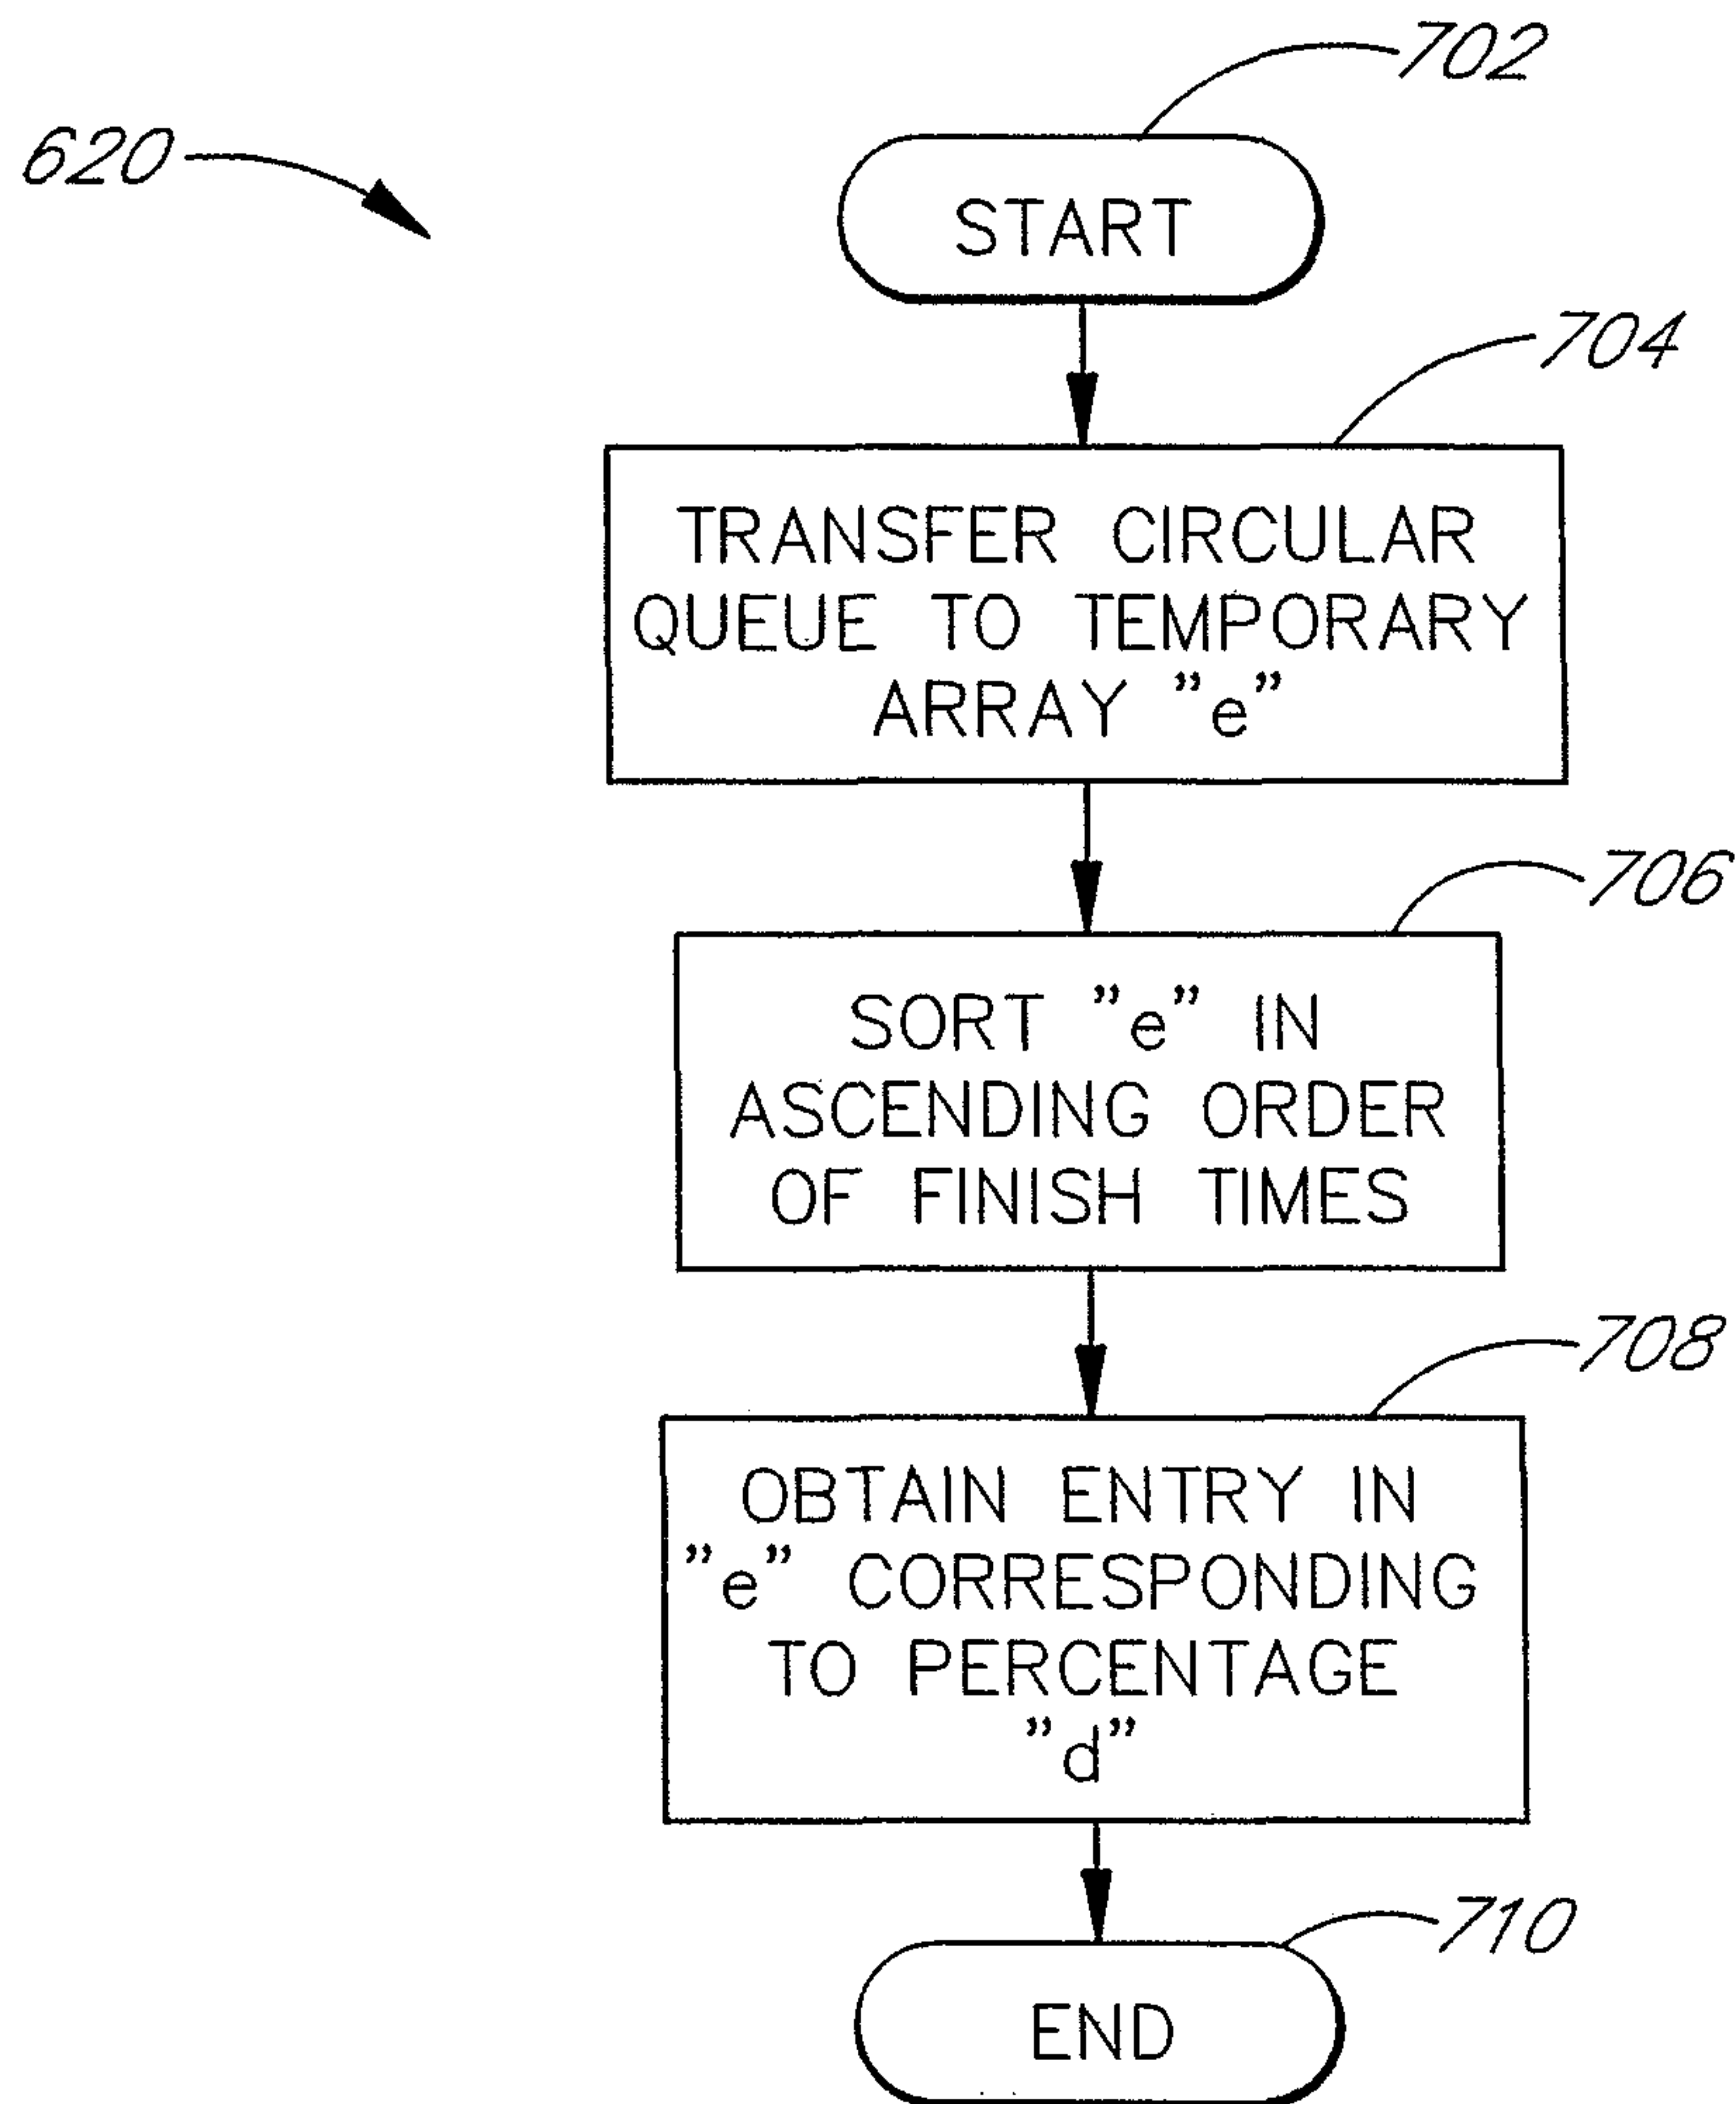 702
620
START
704
TRANSFER CIRCULAR
QUEUE TO TEMPORARY
ARRAY ”e”
706
SORT ”e” IN
ASCENDING ORDER
OF FINISH TIMES
708
OBTAIN ENTRY IN
”e” CORRESPONDING
TO PERCENTAGE
”d”
710
END